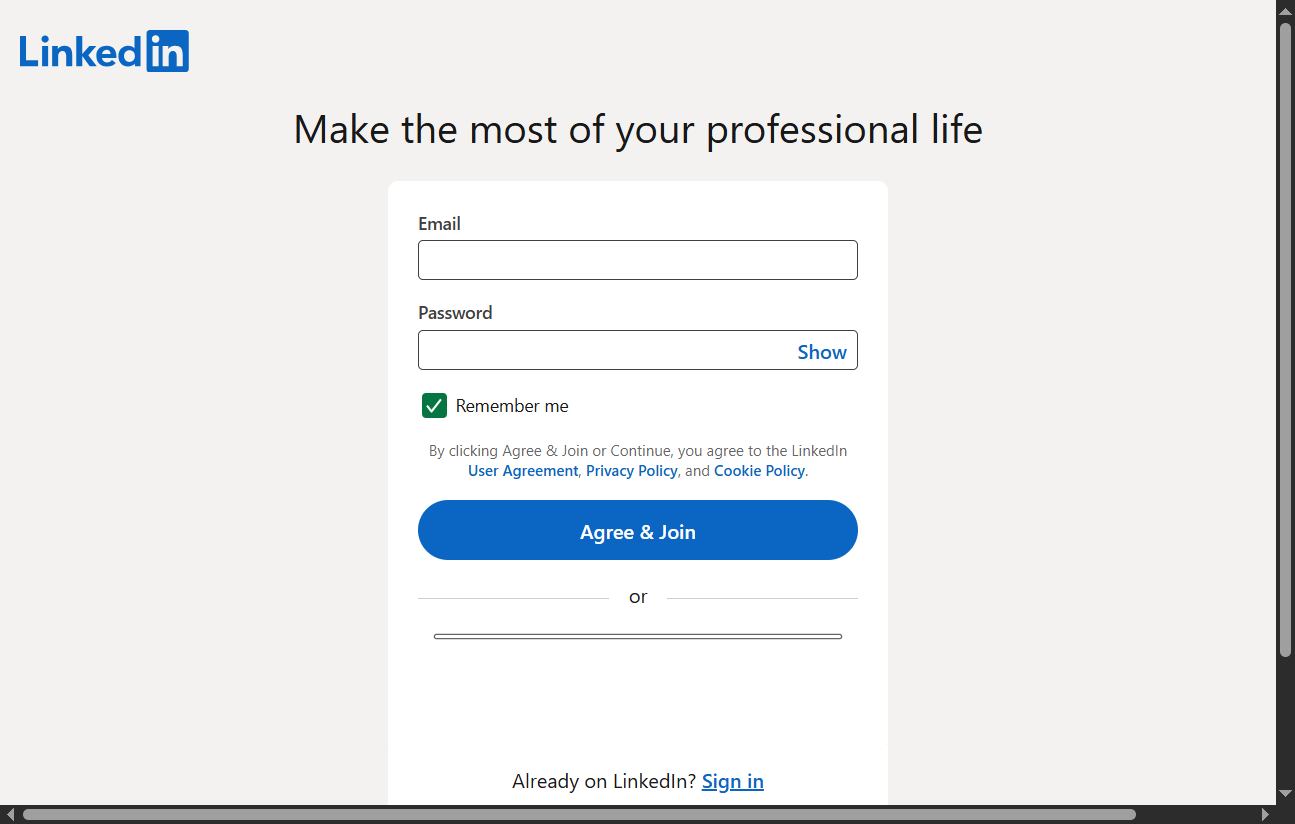 Linkedin
Make the most of your professional life
Email
Password
Show
Remember me
By clicking Agree & Join or Continue, you agree to the LinkedIn
User Agreement, Privacy Policy, and Cookie Policy.
Agree & Join
or
Already on LinkedIn? Sign in